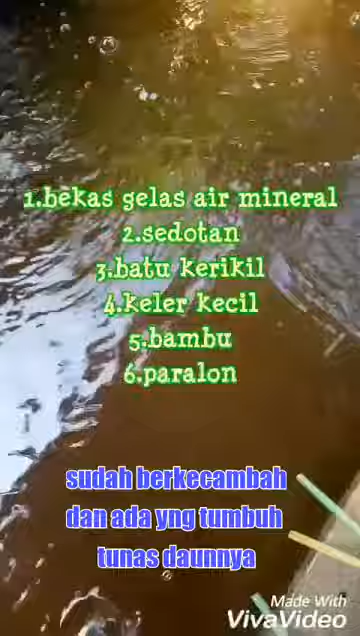 1.bekas gelas air mineral
2.sedotan
3.batu kerikil
4.keler kecil
5.bambu
6.paralon
sudah berkecambah
dan ada yng tumbuh
tunas daunnya
Made With
VivaVideo